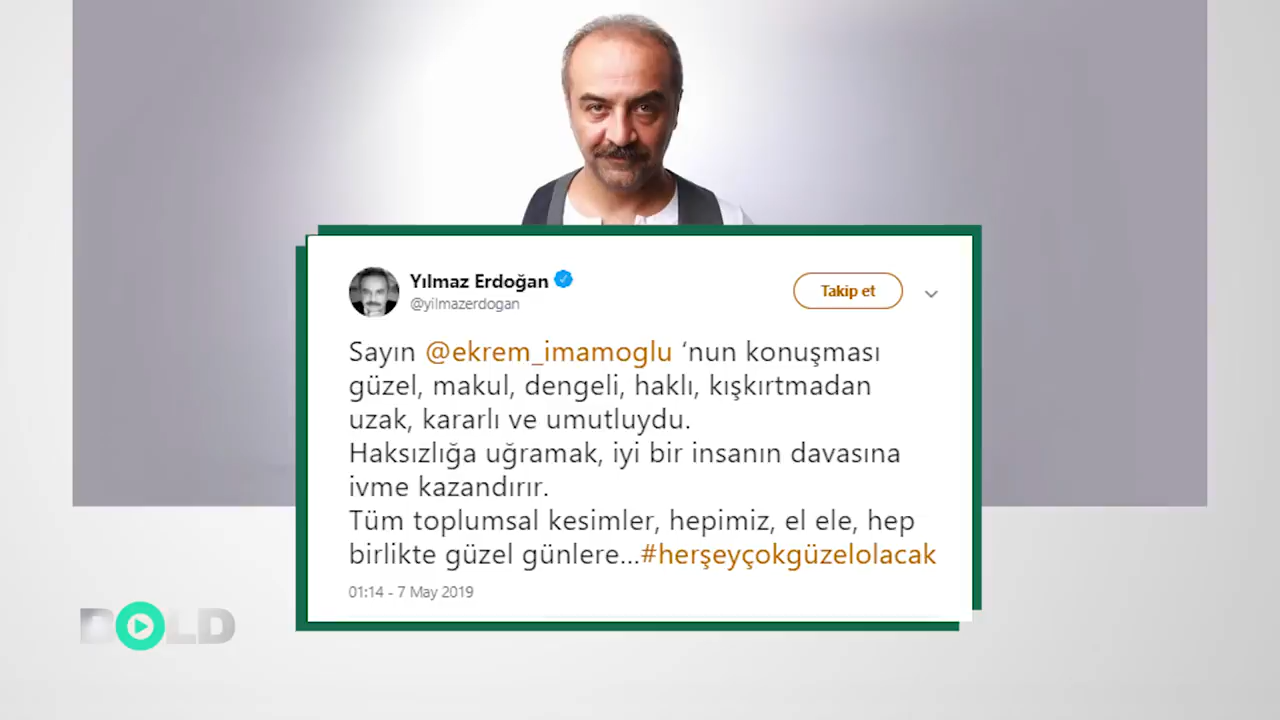 Yılmaz Erdoğan
@yilmazerdogan
Takip et
Sayın @ekrem_imamoglu ‘nun konuşması
güzel, makul, dengeli, haklı, kışkırtmadan
uzak, kararlı ve umutluydu.
Haksızlığa uğramak, iyi bir insanın davasına
ivme kazandırır.
Tüm toplumsal kesimler, hepimiz, el ele, hep
birlikte güzel günlere...#herşeyçokgüzelolacak
01:14 - 7 May 2019
BOLD